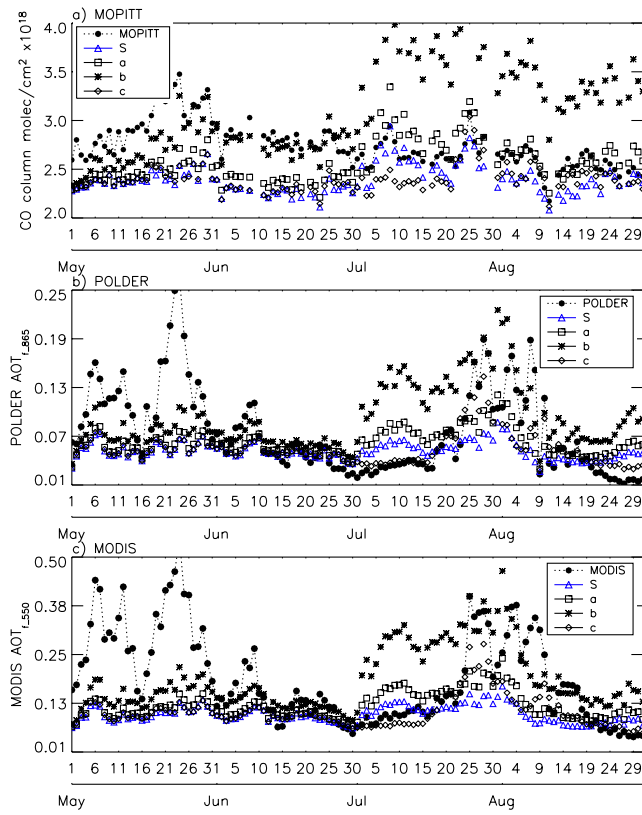 a) MOPITT
4.0
3.5
3.0
2.5
2.0
CO column molec/cm² x10¹⁸
MOPITT
S
a
b
c
1 6 11 16 21 26 31 5 10 15 20 25 30 5 10 15 20 25 30 4 9 14 19 24 29
May Jun Jul Aug
b) POLDER
0.25
0.19
0.13
0.07
0.01
POLDER AOT f_865
POLDER
S
a
b
c
1 6 11 16 21 26 31 5 10 15 20 25 30 5 10 15 20 25 30 4 9 14 19 24 29
May Jun Jul Aug
c) MODIS
0.50
0.38
0.25
0.13
0.01
MODIS AOT f_550
MODIS
S
a
b
c
1 6 11 16 21 26 31 5 10 15 20 25 30 5 10 15 20 25 30 4 9 14 19 24 29
May Jun Jul Aug